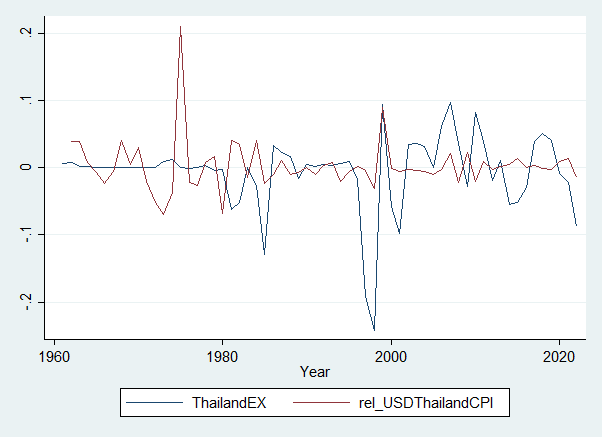 .2
.1
0
-.1
-.2
1960 1980 2000 2020
Year
ThailandEX rel_USDThailandCPI